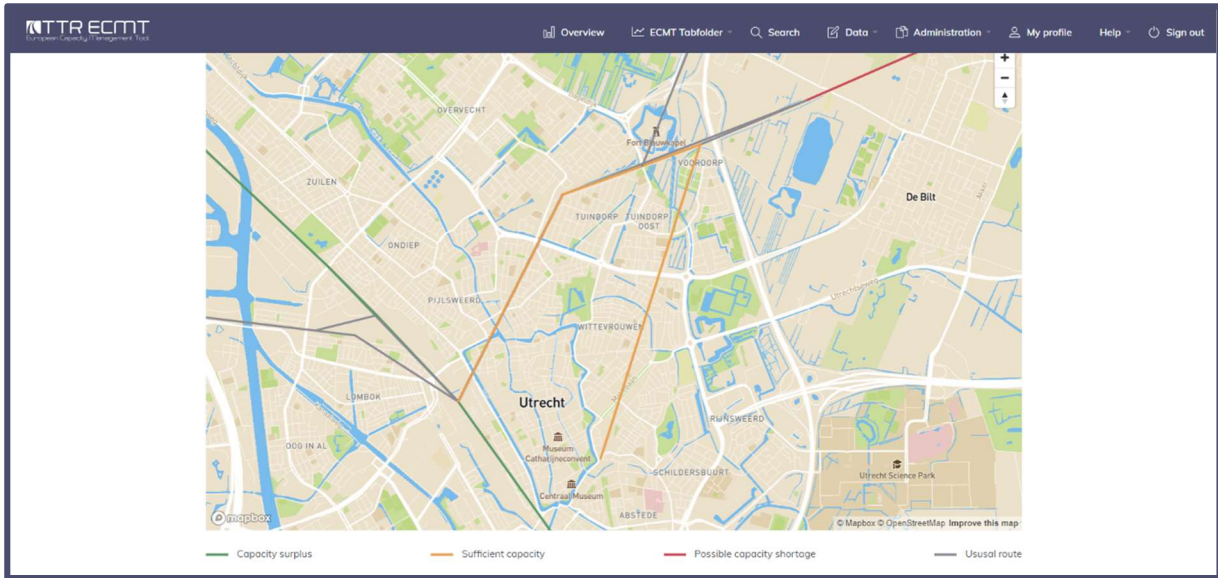 TTR ECMT
European Capacity Management Tool
Overview
ECMT Tabfolder
Search
Data
Administration
My profile
Help
Sign out
OVERVECHT
Fort Blauwkapel
VOORDORP
ZUILEN
De Bilt
TUINDORP
TUINDORP
OOST
ONDIEP
Utrechtseweg
PIJLSWEERD
WITTEVROUWEN
LOMBOK
Utrecht
RIJNSWEERD
Museum
Catharijneconvent
OOG IN AL
SCHILDERSBUURT
Utrecht Science Park
Centraal Museum
ABSTEDE
mapbox
© Mapbox © OpenStreetMap Improve this map
Capacity surplus
Sufficient capacity
Possible capacity shortage
Ususal route